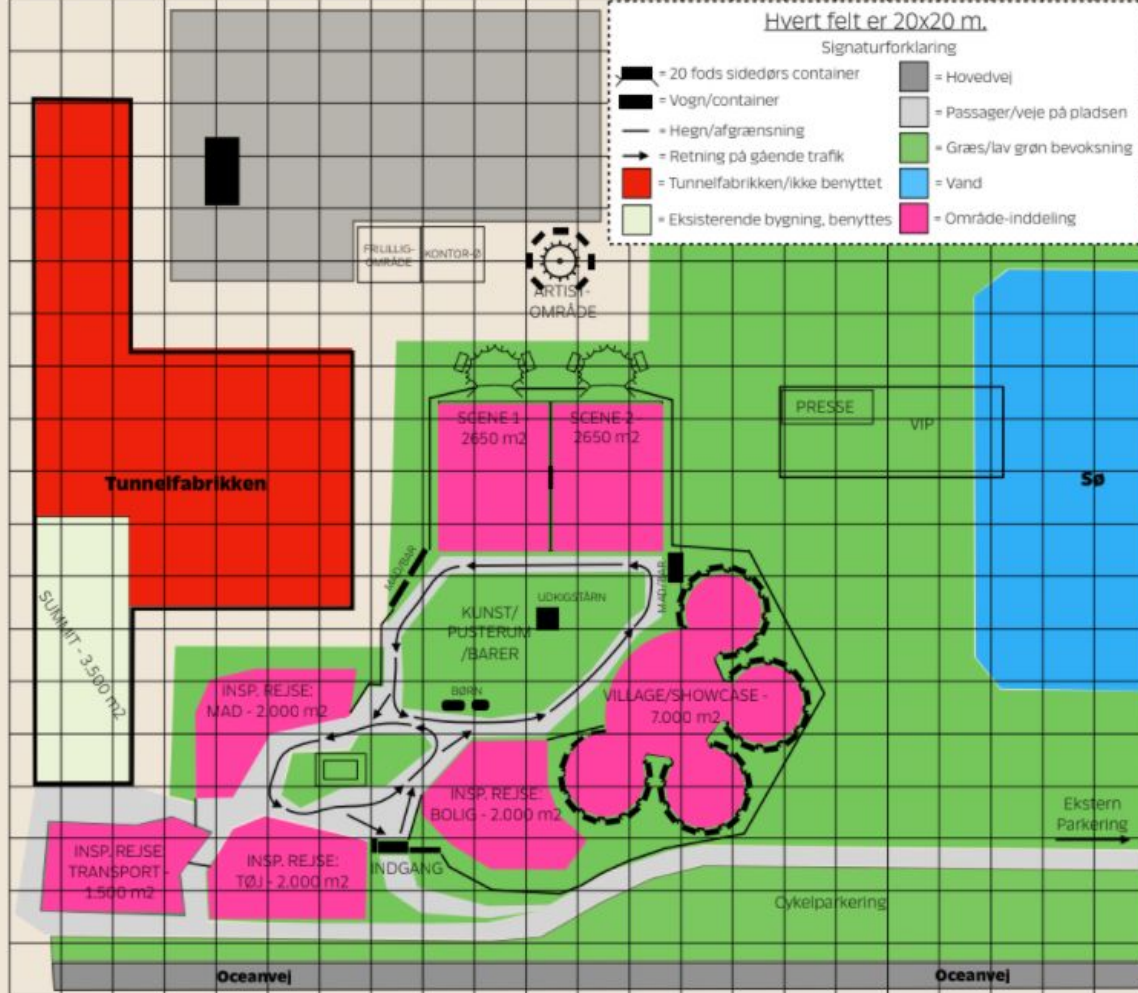 Hvert felt er 20x20 m.
Signaturforklaring
= 20 fods sidedørs container
= Vogn/container
= Hegn/afgrænsning
= Retning på gående trafik
= Tunnelfabrikken/ikke benyttet
= Eksisterende bygning, benyttes
= Hovedvej
= Passager/veje på pladsen
= Græs/lav grøn bevoksning
= Vand
= Område-inddeling
FRILILLIG-
OMRÅDE
KONTOR-Ø
ARTIST-
OMRÅDE
SCENE 1 -
2650 m2
SCENE 2 -
2650 m2
PRESSE
VIP
Sø
Tunnelfabrikken
SUMMIT - 3.500 m2
MAD/BAR
MAD/BAR
UDKIGSTÅRN
KUNST/
PUSTERUM
/BARER
BØRN
INSP. REJSE:
MAD - 2.000 m2
VILLAGE/SHOWCASE -
7.000 m2
INSP. REJSE:
BOLIG - 2.000 m2
INSP. REJSE:
TRANSPORT -
1.500 m2
INSP. REJSE:
TØJ - 2.000 m2
INDGANG
Ekstern
Parkering
Cykelparkering
Oceanvej
Oceanvej